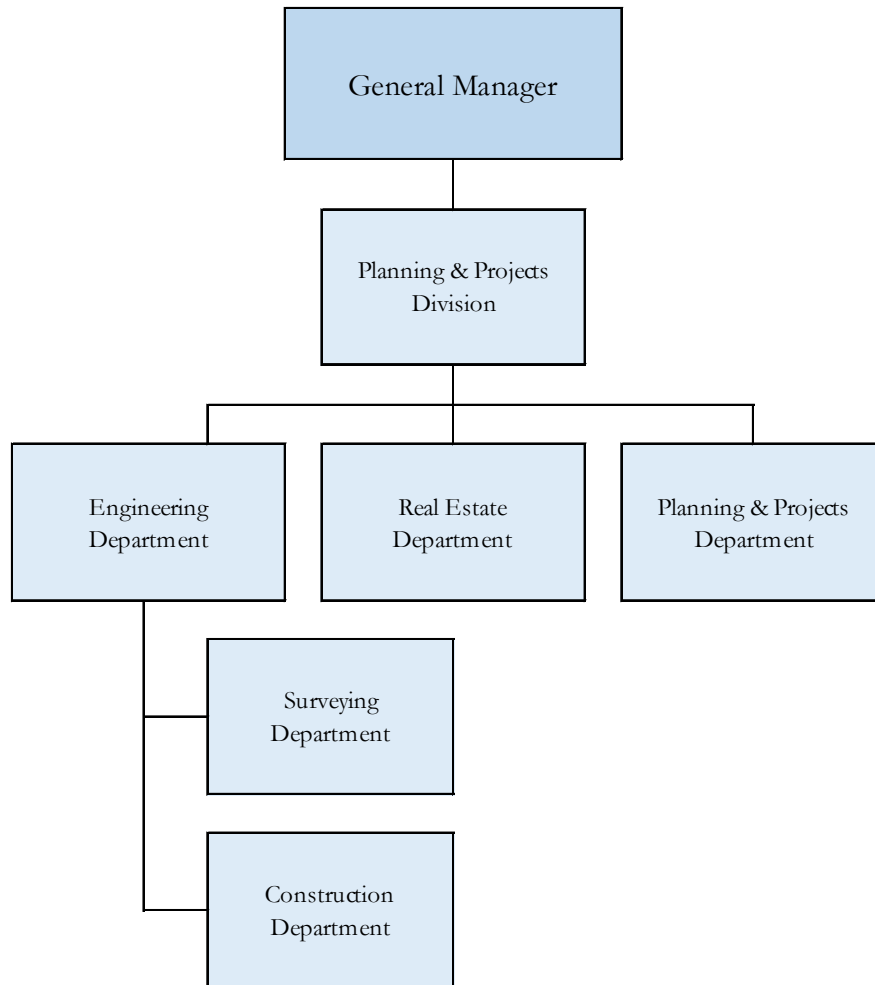 General Manager
Planning & Projects
Division
Engineering
Department
Real Estate
Department
Planning & Projects
Department
Surveying
Department
Construction
Department